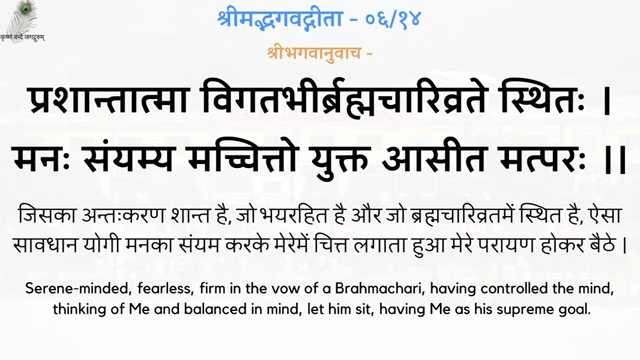 श्रीमद्भगवद्गीता - ०६/१४
कृष्णं वन्दे जगद्गुरुम्
श्रीभगवानुवाच -
प्रशान्तात्मा विगतभीर्ब्रह्मचारिव्रते स्थितः ।
मनः संयम्य मच्चित्तो युक्त आसीत मत्परः ।।
जिसका अन्तःकरण शान्त है, जो भयरहित है और जो ब्रह्मचारिव्रतमें स्थित है, ऐसा
सावधान योगी मनका संयम करके मेरेमें चित्त लगाता हुआ मेरे परायण होकर बैठे |
Serene-minded, fearless, firm in the vow of a Brahmachari, having controlled the mind,
thinking of Me and balanced in mind, let him sit, having Me as his supreme goal.